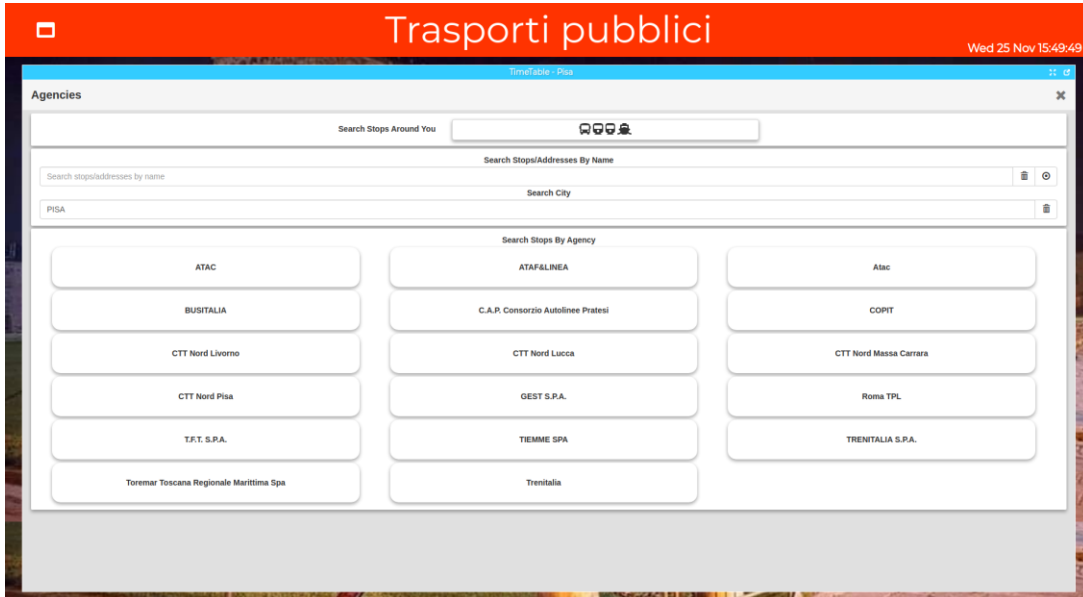 Trasporti pubblici
Wed 25 Nov 15:49:49
TimeTable - Pisa
Agencies
Search Stops Around You
Search Stops/Addresses By Name
Search stops/addresses by name
Search City
PISA
Search Stops By Agency
ATAC
ATAF&LINEA
Atac
BUSITALIA
C.A.P. Consorzio Autolinee Pratesi
COPIT
CTT Nord Livorno
CTT Nord Lucca
CTT Nord Massa Carrara
CTT Nord Pisa
GEST S.P.A.
Roma TPL
T.F.T. S.P.A.
TIEMME SPA
TRENITALIA S.P.A.
Toremar Toscana Regionale Marittima Spa
Trenitalia